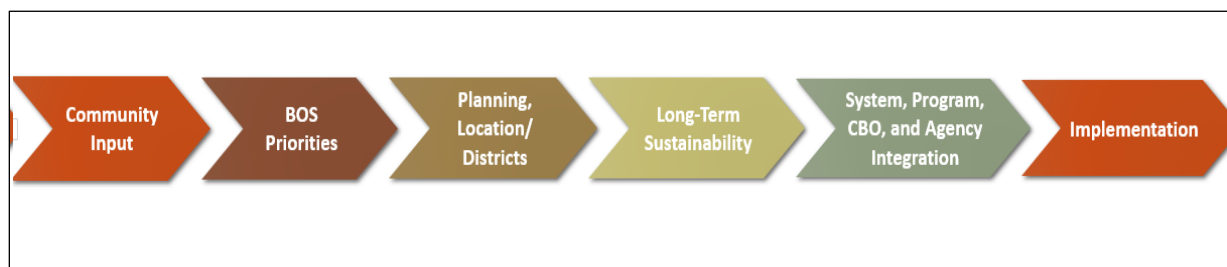 Community
Input
BOS
Priorities
Planning,
Location/
Districts
Long-Term
Sustainability
System, Program,
CBO, and Agency
Integration
Implementation